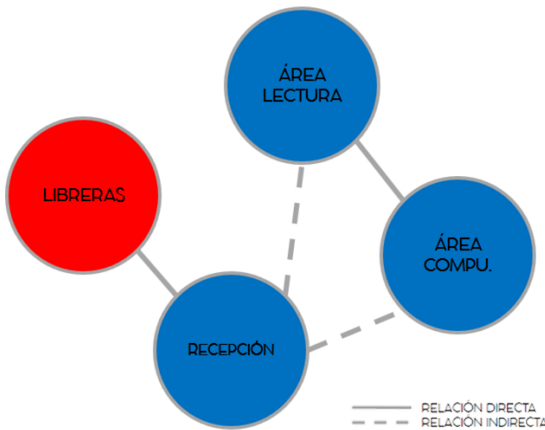 ÁREA
LECTURA
LIBRERAS
ÁREA
COMPU.
RECEPCIÓN
RELACIÓN DIRECTA
RELACIÓN INDIRECTA